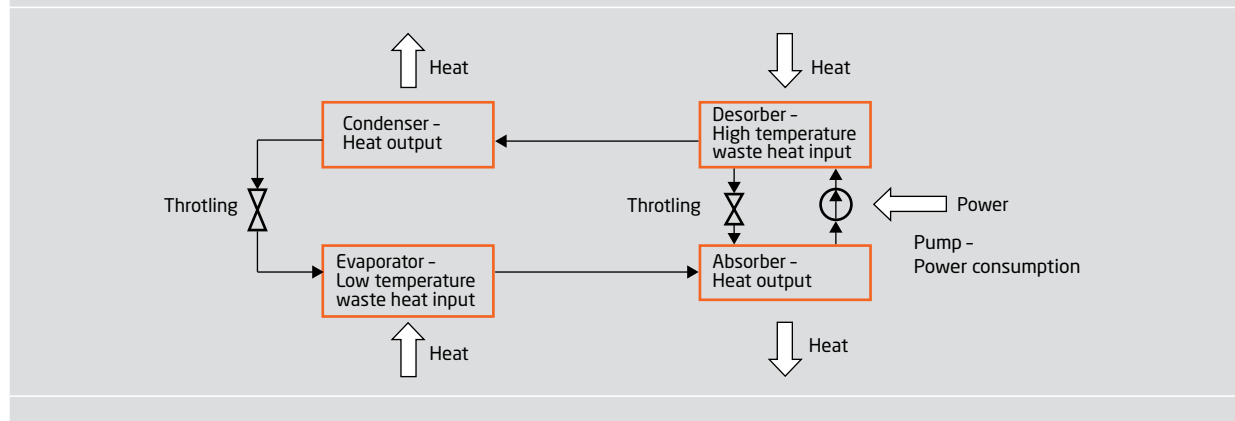 Heat
Heat
Condenser –
Heat output
Desorber –
High temperature
waste heat input
Throtling
Throtling
Power
Pump –
Power consumption
Evaporator –
Low temperature
waste heat input
Absorber –
Heat output
Heat
Heat